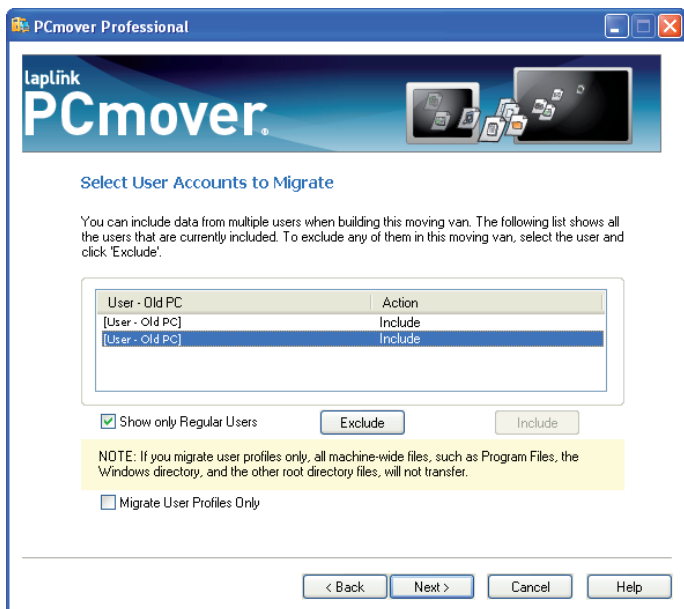 PCmover Professional
laplink
PCmover.
Select User Accounts to Migrate
You can include data from multiple users when building this moving van. The following list shows all
the users that are currently included. To exclude any of them in this moving van, select the user and
click 'Exclude'.
User - Old PC Action
[User - Old PC] Include
[User - Old PC] Include
Show only Regular Users Exclude Include
NOTE: If you migrate user profiles only, all machine-wide files, such as Program Files, the
Windows directory, and the other root directory files, will not transfer.
Migrate User Profiles Only
< Back Next > Cancel Help